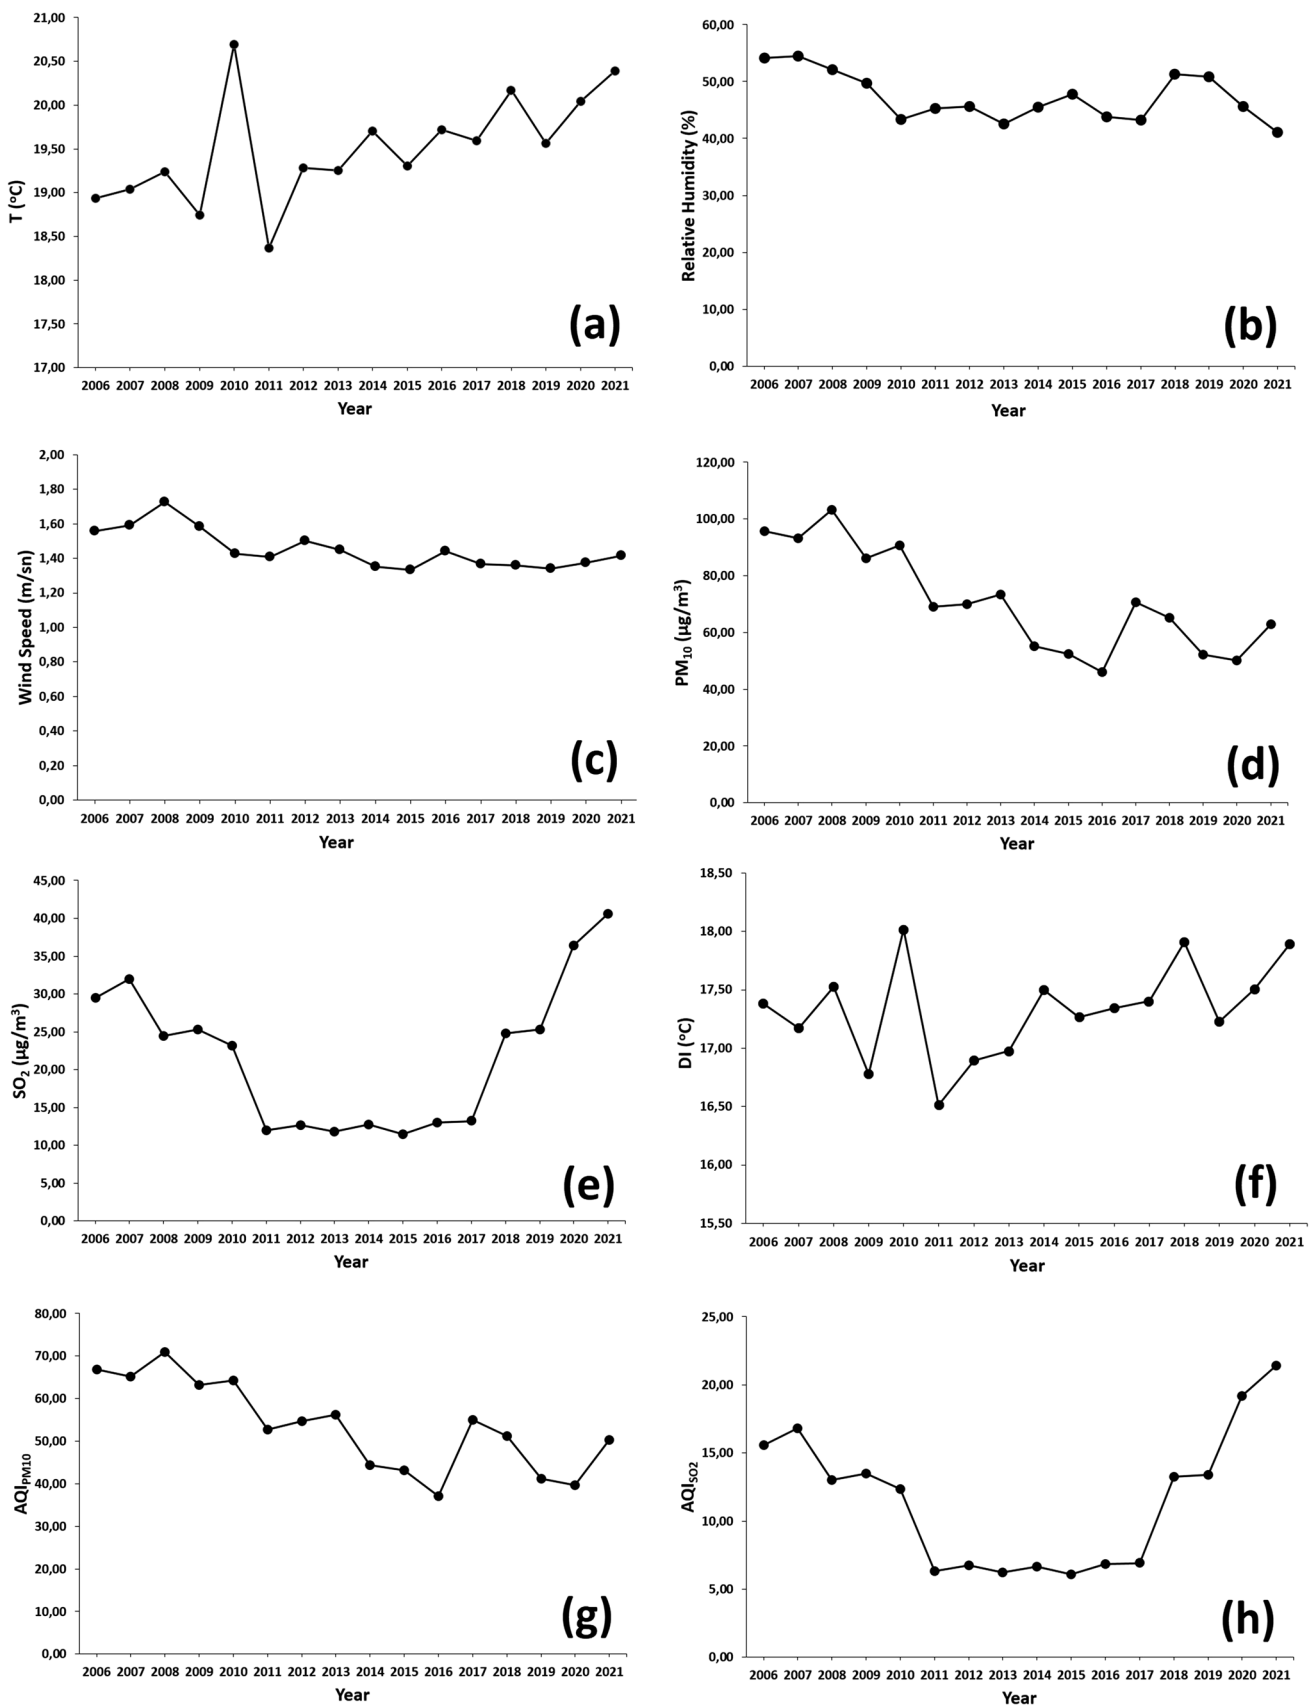 21,00
20,50
20,00
19,50
19,00
18,50
18,00
17,50
17,00
T (°C)
2006 2007 2008 2009 2010 2011 2012 2013 2014 2015 2016 2017 2018 2019 2020 2021
Year
(a)
60,00
50,00
40,00
30,00
20,00
10,00
0,00
Relative Humidity (%)
2006 2007 2008 2009 2010 2011 2012 2013 2014 2015 2016 2017 2018 2019 2020 2021
Year
(b)
2,00
1,80
1,60
1,40
1,20
1,00
0,80
0,60
0,40
0,20
0,00
Wind Speed (m/sn)
2006 2007 2008 2009 2010 2011 2012 2013 2014 2015 2016 2017 2018 2019 2020 2021
Year
(c)
120,00
100,00
80,00
60,00
40,00
20,00
0,00
PM₁₀ (µg/m³)
2006 2007 2008 2009 2010 2011 2012 2013 2014 2015 2016 2017 2018 2019 2020 2021
Year
(d)
45,00
40,00
35,00
30,00
25,00
20,00
15,00
10,00
5,00
0,00
SO₂ (µg/m³)
2006 2007 2008 2009 2010 2011 2012 2013 2014 2015 2016 2017 2018 2019 2020 2021
Year
(e)
18,50
18,00
17,50
17,00
16,50
16,00
15,50
DI (°C)
2006 2007 2008 2009 2010 2011 2012 2013 2014 2015 2016 2017 2018 2019 2020 2021
Year
(f)
80,00
70,00
60,00
50,00
40,00
30,00
20,00
10,00
0,00
AQI PM10
2006 2007 2008 2009 2010 2011 2012 2013 2014 2015 2016 2017 2018 2019 2020 2021
Year
(g)
25,00
20,00
15,00
10,00
5,00
0,00
AQI SO2
2006 2007 2008 2009 2010 2011 2012 2013 2014 2015 2016 2017 2018 2019 2020 2021
Year
(h)